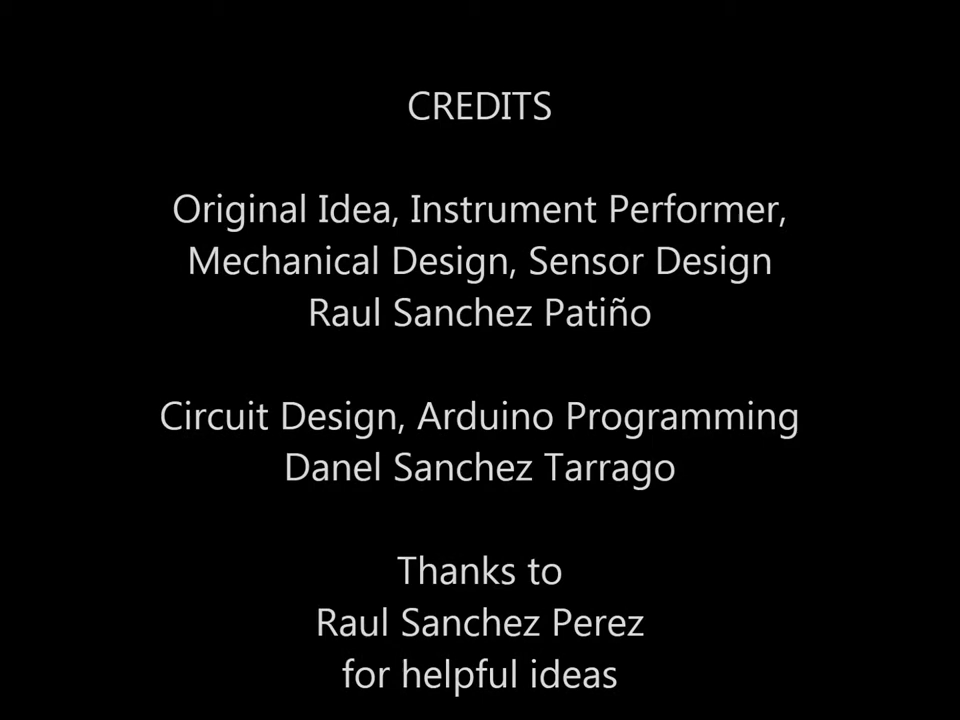 CREDITS
Original Idea, Instrument Performer,
Mechanical Design, Sensor Design
Raul Sanchez Patiño
Circuit Design, Arduino Programming
Danel Sanchez Tarrago
Thanks to
Raul Sanchez Perez
for helpful ideas